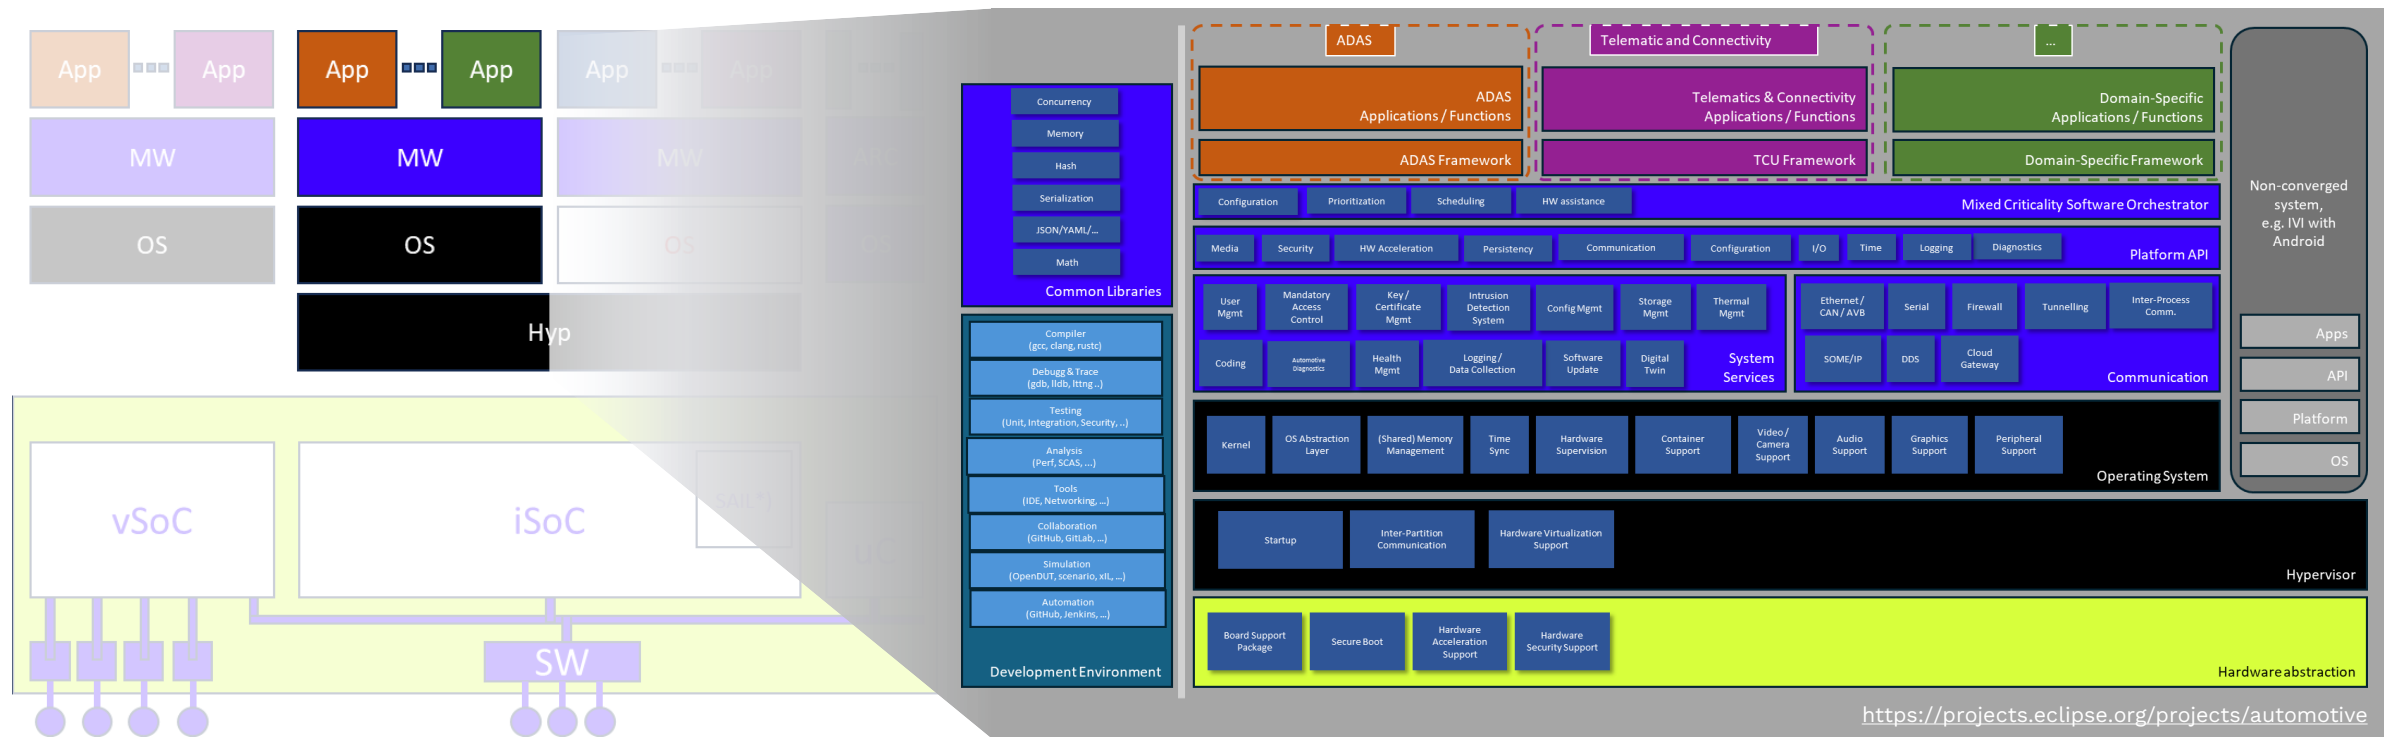 App
App
App
App
App
App
MW
MW
MW
OS
OS
OS
Hyp
vSoC
iSoC
SW
Concurrency
Memory
Hash
Serialization
JSON/YAML/...
Math
Common Libraries
Compiler
(gcc, clang, rustc)
Debugg & Trace
(gdb, lldb, lttng ..)
Testing
(Unit, Integration, Security, ..)
Analysis
(Perf, SCAS, ...)
Tools
(IDE, Networking, ...)
Collaboration
(GitHub, GitLab, ...)
Simulation
(OpenDUT, scenario, xIL, ...)
Automation
(GitHub, Jenkins, ...)
Development Environment
ADAS
ADAS
Applications / Functions
ADAS Framework
Telematic and Connectivity
Telematics & Connectivity
Applications / Functions
TCU Framework
...
Domain-Specific
Applications / Functions
Domain-Specific Framework
Configuration
Prioritization
Scheduling
HW assistance
Mixed Criticality Software Orchestrator
Media
Security
HW Acceleration
Persistency
Communication
Configuration
I/O
Time
Logging
Diagnostics
Platform API
User
Mgmt
Mandatory
Access
Control
Key /
Certificate
Mgmt
Intrusion
Detection
System
Config Mgmt
Storage
Mgmt
Thermal
Mgmt
Coding
Automotive
Diagnostics
Health
Mgmt
Logging /
Data Collection
Software
Update
Digital
Twin
System
Services
Ethernet /
CAN / AVB
Serial
Firewall
Tunnelling
Inter-Process
Comm.
SOME/IP
DDS
Cloud
Gateway
Communication
Kernel
OS Abstraction
Layer
(Shared) Memory
Management
Time
Sync
Hardware
Supervision
Container
Support
Video /
Camera
Support
Audio
Support
Graphics
Support
Peripheral
Support
Operating System
Startup
Inter-Partition
Communication
Hardware Virtualization
Support
Hypervisor
Board Support
Package
Secure Boot
Hardware
Acceleration
Support
Hardware
Security Support
Hardware abstraction
Non-converged
system,
e.g. IVI with
Android
Apps
API
Platform
OS
https://projects.eclipse.org/projects/automotive